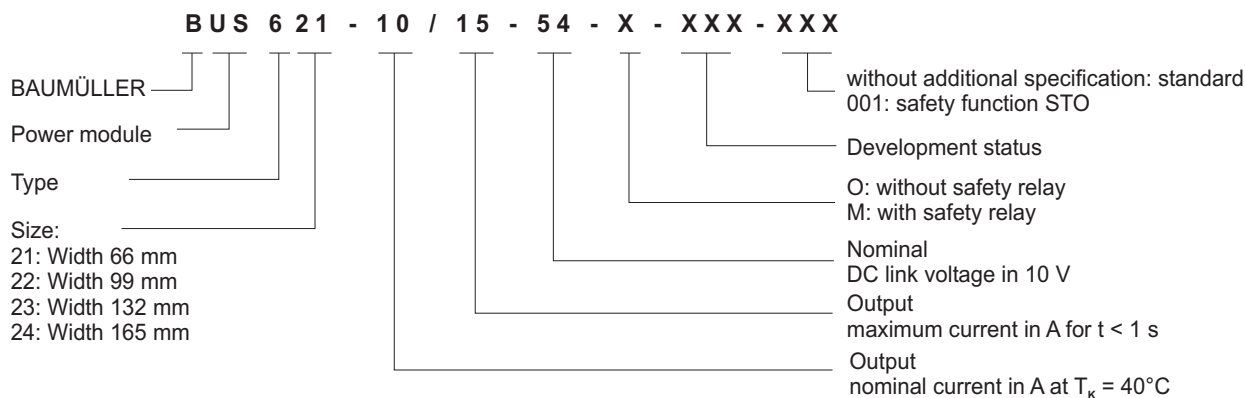 B U S 6 2 1 - 1 0 / 1 5 - 5 4 - X - X X X - X X X
BAUMÜLLER
Power module
Type
Size:
21: Width 66 mm
22: Width 99 mm
23: Width 132 mm
24: Width 165 mm
without additional specification: standard
001: safety function STO
Development status
O: without safety relay
M: with safety relay
Nominal
DC link voltage in 10 V
Output
maximum current in A for t < 1 s
Output
nominal current in A at Tₖ = 40°C